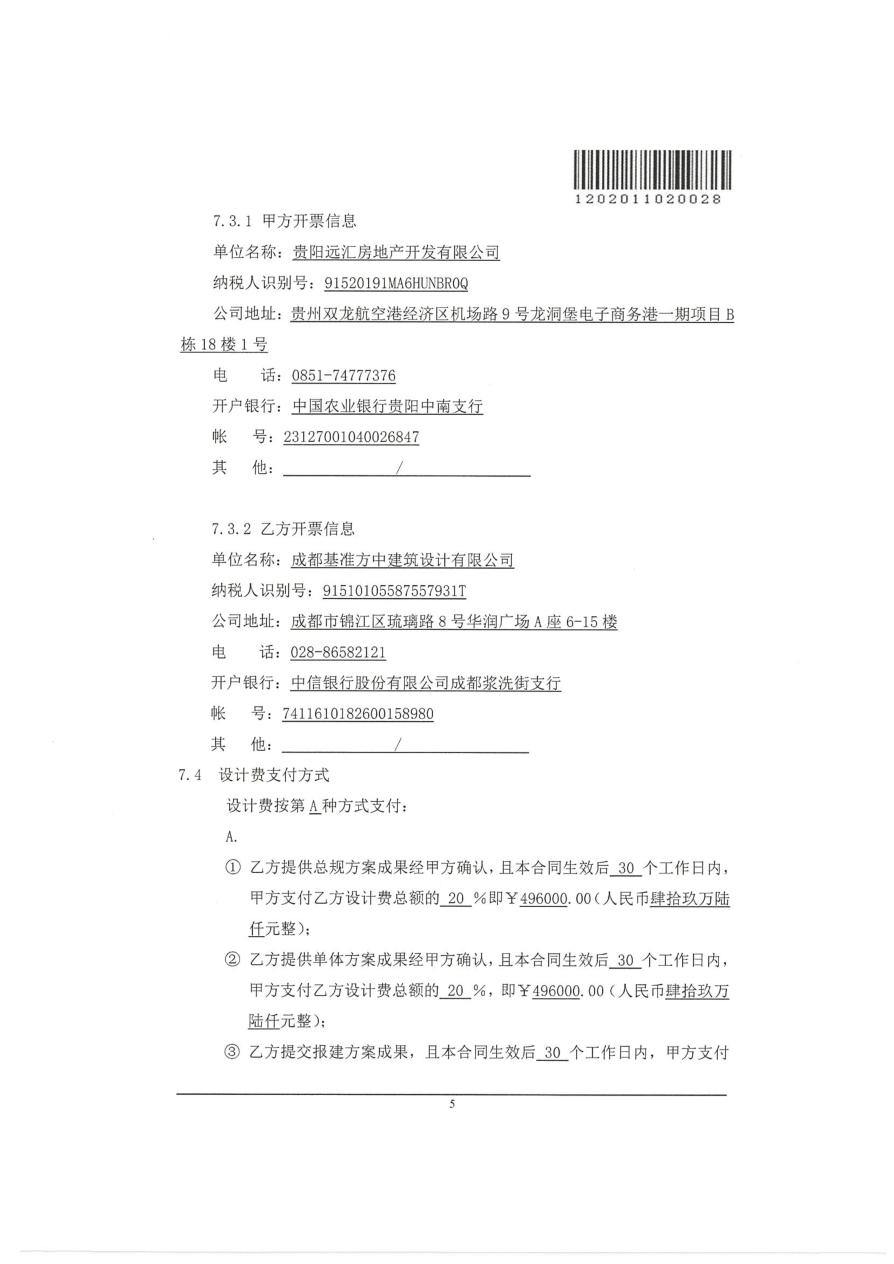 1202011020028
7.3.1 甲方开票信息
单位名称：贵阳远汇房地产开发有限公司
纳税人识别号：91520191MA6HUNBR0Q
公司地址：贵州双龙航空港经济区机场路 9 号龙洞堡电子商务港一期项目 B
栋 18 楼 1 号
电 话：0851-74777376
开户银行：中国农业银行贵阳中南支行
帐 号：23127001040026847
其 他： /
7.3.2 乙方开票信息
单位名称：成都基准方中建筑设计有限公司
纳税人识别号：91510105587557931T
公司地址：成都市锦江区琉璃路 8 号华润广场 A 座 6-15 楼
电 话：028-86582121
开户银行：中信银行股份有限公司成都浆洗街支行
帐 号：7411610182600158980
其 他： /
7.4 设计费支付方式
设计费按第 A 种方式支付：
A.
① 乙方提供总规方案成果经甲方确认，且本合同生效后 30 个工作日内，
甲方支付乙方设计费总额的 20 %即￥496000.00（人民币肆拾玖万陆
仟元整）；
② 乙方提供单体方案成果经甲方确认，且本合同生效后 30 个工作日内，
甲方支付乙方设计费总额的 20 %，即￥496000.00（人民币肆拾玖万
陆仟元整）；
③ 乙方提交报建方案成果，且本合同生效后 30 个工作日内，甲方支付
5